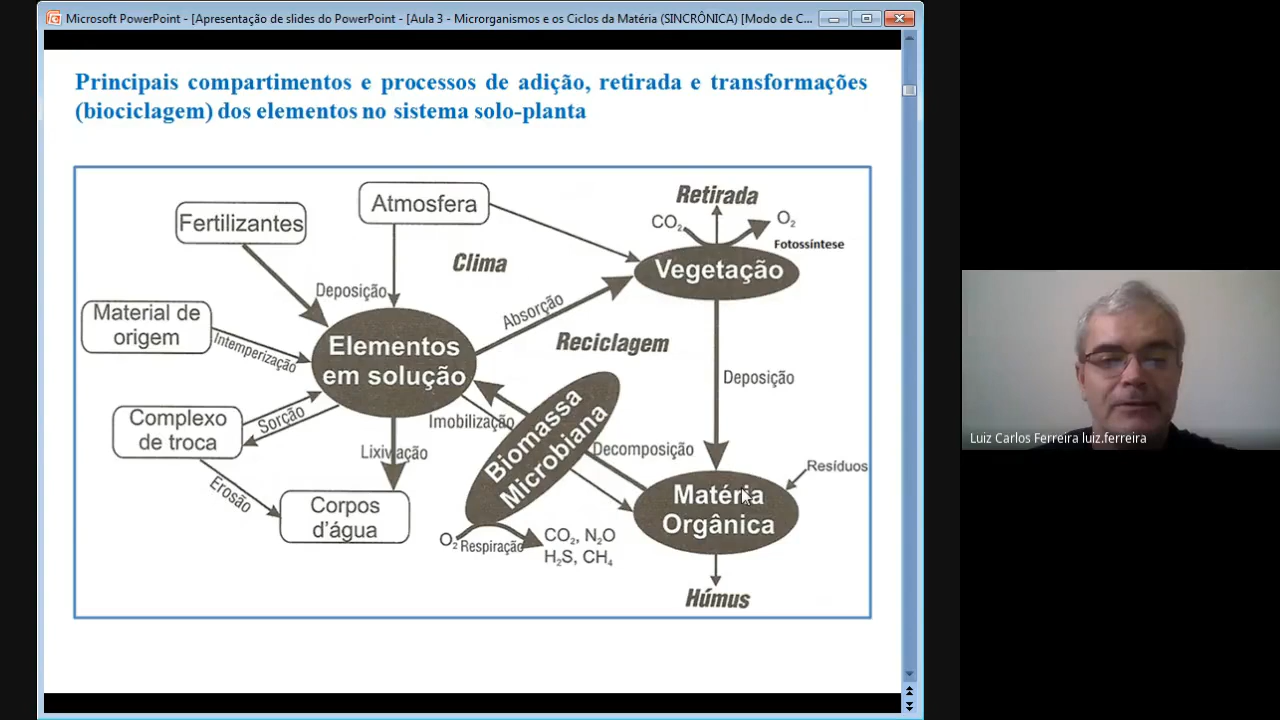 Microsoft PowerPoint - [Apresentação de slides do PowerPoint - [Aula 3 - Microrganismos e os Ciclos da Matéria (SINCRÔNICA) [Modo de C...
Principais compartimentos e processos de adição, retirada e transformações
(biociclagem) dos elementos no sistema solo-planta
Retirada
Atmosfera
Fertilizantes
CO₂
O₂
Fotossíntese
Clima
Vegetação
Deposição
Absorção
Material de
origem
Intemperização
Elementos
em solução
Reciclagem
Deposição
Complexo
de troca
Sorção
Imobilização
Biomassa
Microbiana
Decomposição
Lixiviação
Resíduos
Erosão
Corpos
d'água
Matéria
Orgânica
O₂
Respiração
CO₂, N₂O
H₂S, CH₄
Húmus
Luiz Carlos Ferreira luiz.ferreira